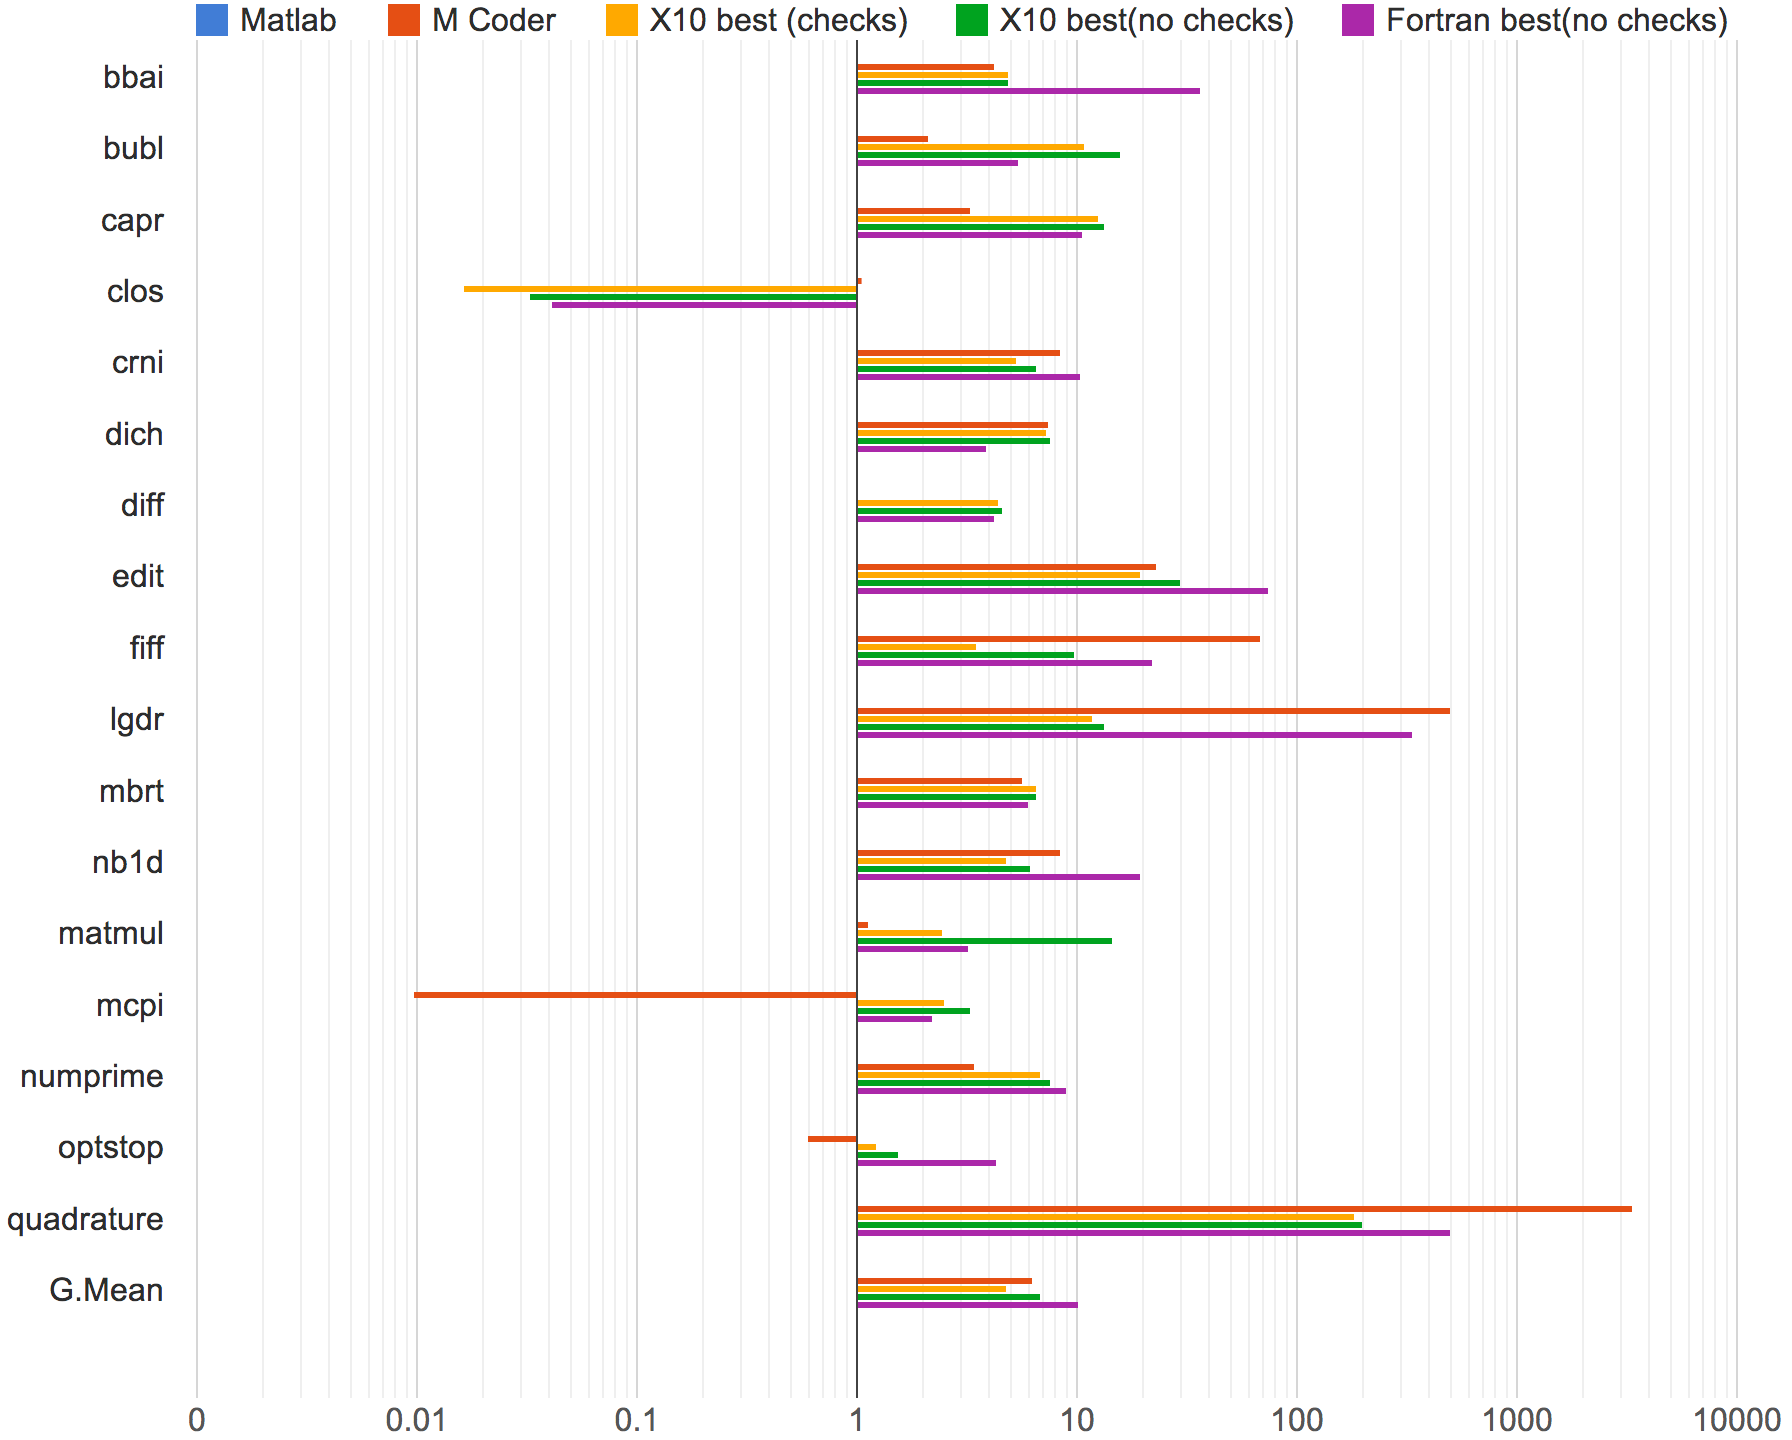 Matlab M Coder X10 best (checks) X10 best(no checks) Fortran best(no checks)
bbai
bubl
capr
clos
crni
dich
diff
edit
fiff
lgdr
mbrt
nb1d
matmul
mcpi
numprime
optstop
quadrature
G.Mean
0 0.01 0.1 1 10 100 1000 10000